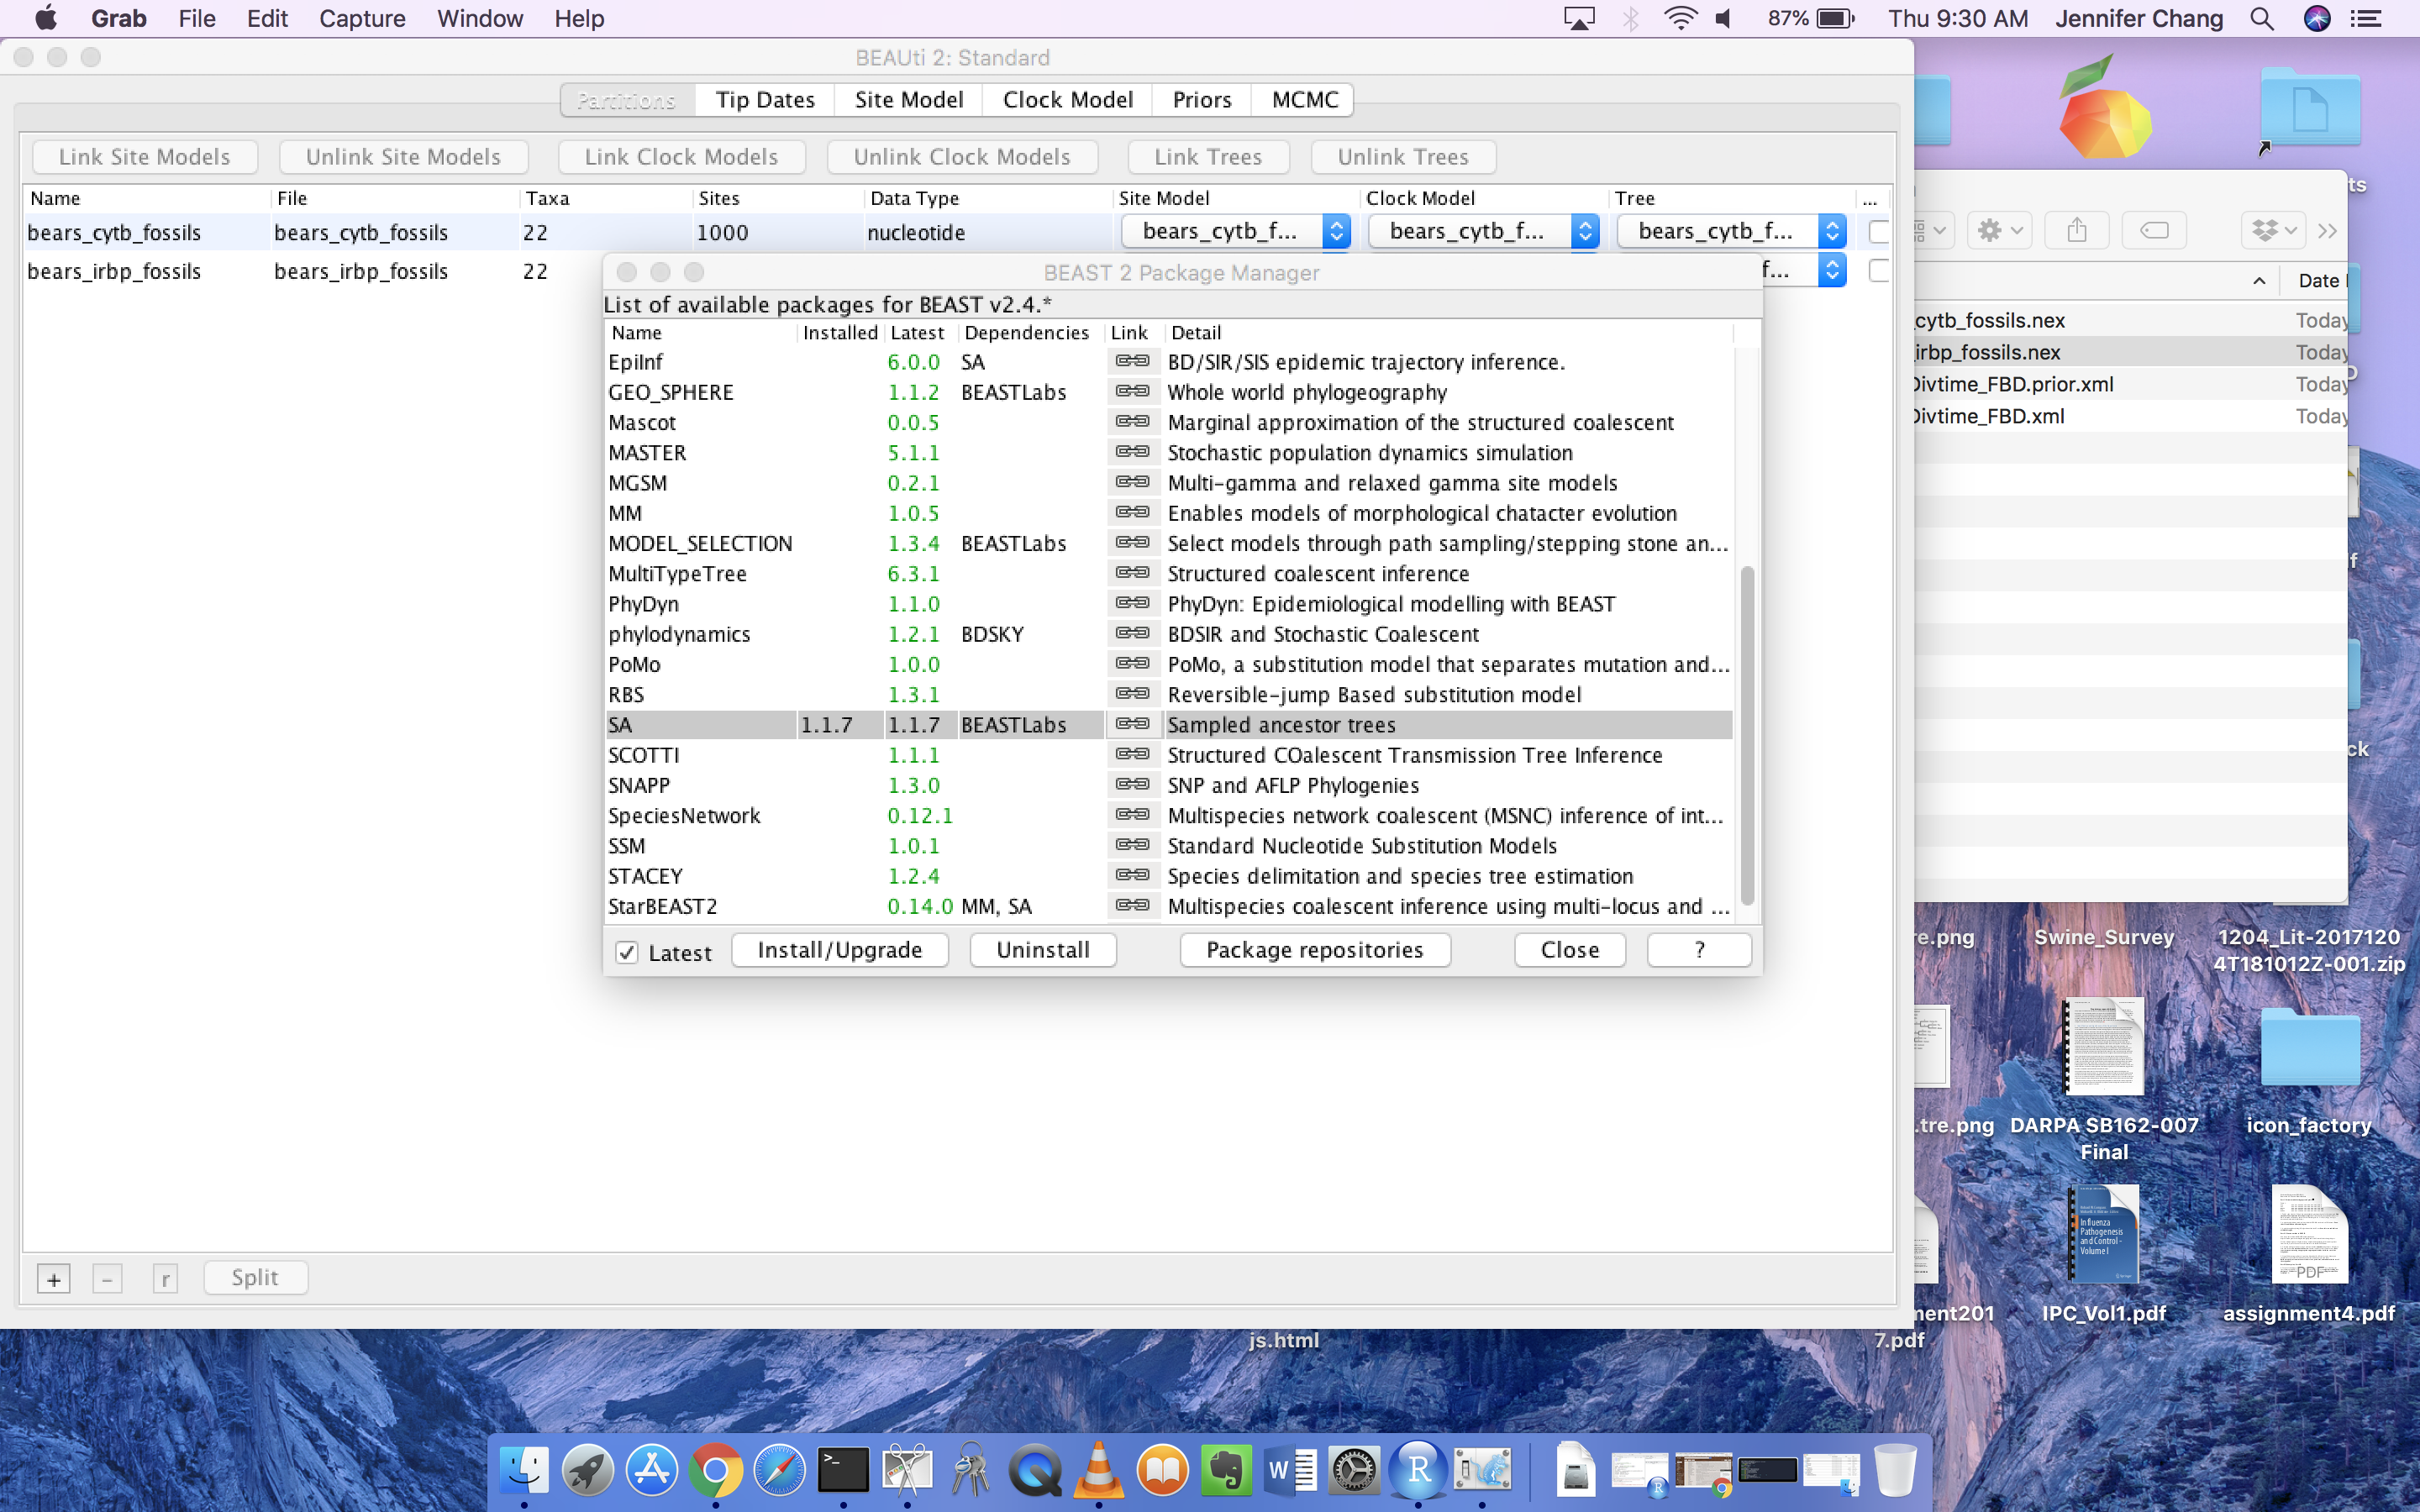 Grab File Edit Capture Window Help 87% Thu 9:30 AM Jennifer Chang
BEAUti 2: Standard
Partitions Tip Dates Site Model Clock Model Priors MCMC
Link Site Models Unlink Site Models Link Clock Models Unlink Clock Models Link Trees Unlink Trees
Name File Taxa Sites Data Type Site Model Clock Model Tree ...
bears_cytb_fossils bears_cytb_fossils 22 1000 nucleotide bears_cytb_f... bears_cytb_f... bears_cytb_f...
bears_irbp_fossils bears_irbp_fossils 22 f...
BEAST 2 Package Manager
List of available packages for BEAST v2.4.*
Name Installed Latest Dependencies Link Detail
EpiInf 6.0.0 SA BD/SIR/SIS epidemic trajectory inference.
GEO_SPHERE 1.1.2 BEASTLabs Whole world phylogeography
Mascot 0.0.5 Marginal approximation of the structured coalescent
MASTER 5.1.1 Stochastic population dynamics simulation
MGSM 0.2.1 Multi-gamma and relaxed gamma site models
MM 1.0.5 Enables models of morphological chatacter evolution
MODEL_SELECTION 1.3.4 BEASTLabs Select models through path sampling/stepping stone an...
MultiTypeTree 6.3.1 Structured coalescent inference
PhyDyn 1.1.0 PhyDyn: Epidemiological modelling with BEAST
phylodynamics 1.2.1 BDSKY BDSIR and Stochastic Coalescent
PoMo 1.0.0 PoMo, a substitution model that separates mutation and...
RBS 1.3.1 Reversible-jump Based substitution model
SA 1.1.7 1.1.7 BEASTLabs Sampled ancestor trees
SCOTTI 1.1.1 Structured COalescent Transmission Tree Inference
SNAPP 1.3.0 SNP and AFLP Phylogenies
SpeciesNetwork 0.12.1 Multispecies network coalescent (MSNC) inference of int...
SSM 1.0.1 Standard Nucleotide Substitution Models
STACEY 1.2.4 Species delimitation and species tree estimation
StarBEAST2 0.14.0 MM, SA Multispecies coalescent inference using multi-locus and ...
Latest Install/Upgrade Uninstall Package repositories Close ?
+ - r Split
ts
Date
cytb_fossils.nex Today
irbp_fossils.nex Today
Divtime_FBD.prior.xml Today
Divtime_FBD.xml Today
f
ck
re.png Swine_Survey 1204_Lit-2017120
4T181012Z-001.zip
.tre.png DARPA SB162-007
Final
icon_factory
Influenza
Pathogenesis
and Control -
Volume I
PDF
ment201
7.pdf
IPC_Vol1.pdf assignment4.pdf
js.html
>_
W
R